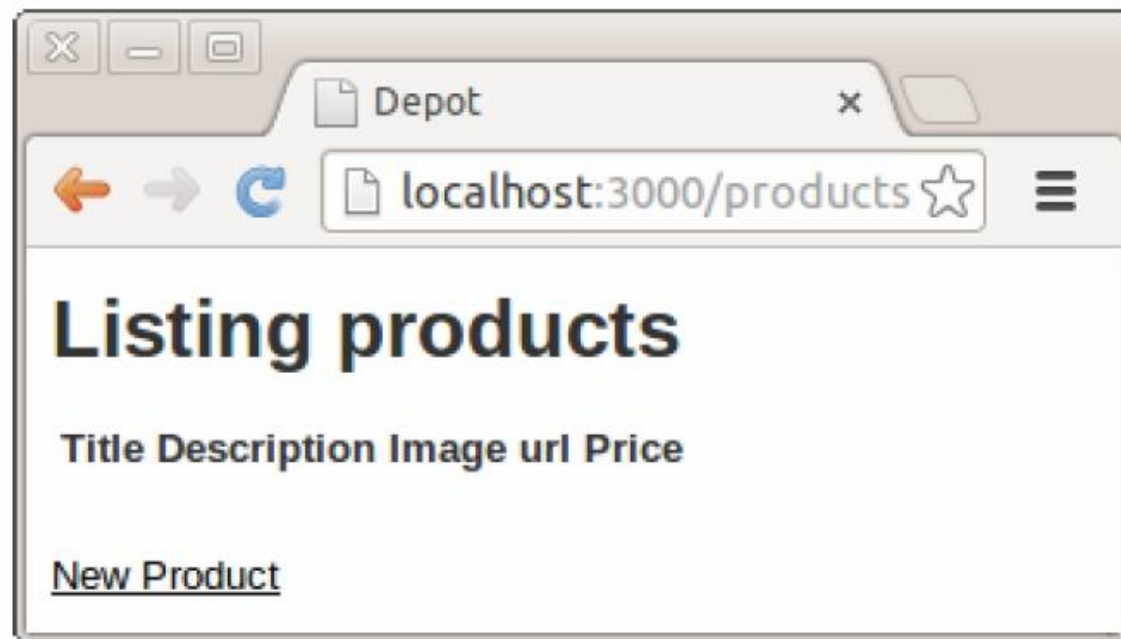 Depot
localhost:3000/products
Listing products
Title Description Image url Price
New Product